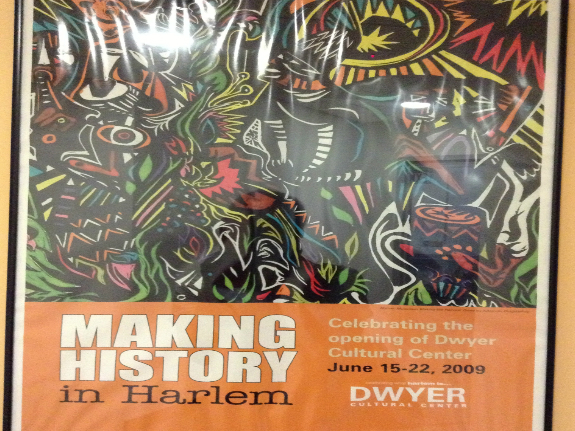 MAKING
HISTORY
in Harlem
Celebrating the
opening of Dwyer
Cultural Center
June 15-22, 2009
DWYER
CULTURAL CENTER